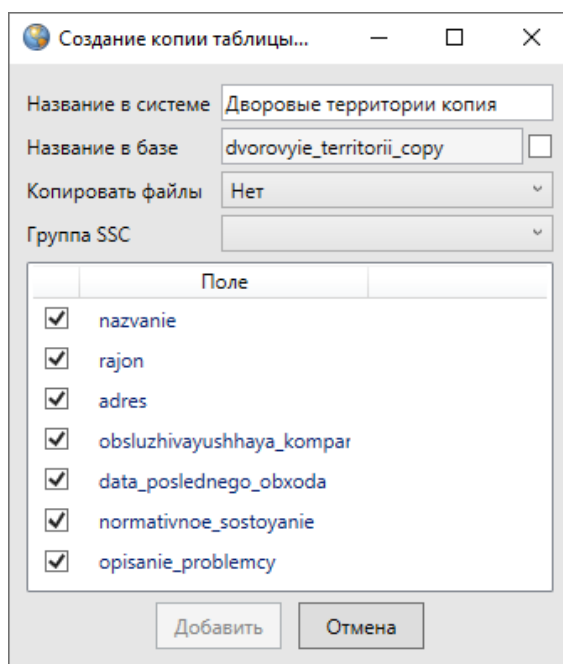 Создание копии таблицы...
Название в системе Дворовые территории копия
Название в базе dvorovyie_territorii_copy
Копировать файлы Нет
Группа SSC
Поле
nazvanie
rajon
adres
obsluzhivayushhaya_kompar
data_poslednego_obxoda
normativnoe_sostoyanie
opisanie_problemcy
Добавить Отмена